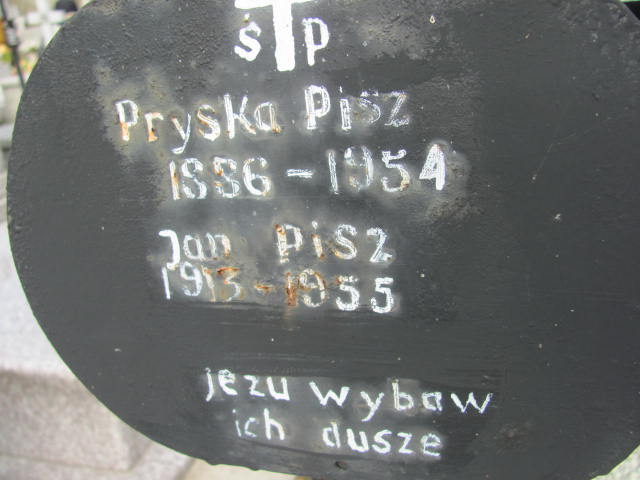 ś p
Pryska Pisz
1886-1954
Jan Pisz
1913-1955
jezu wybaw
ich dusze